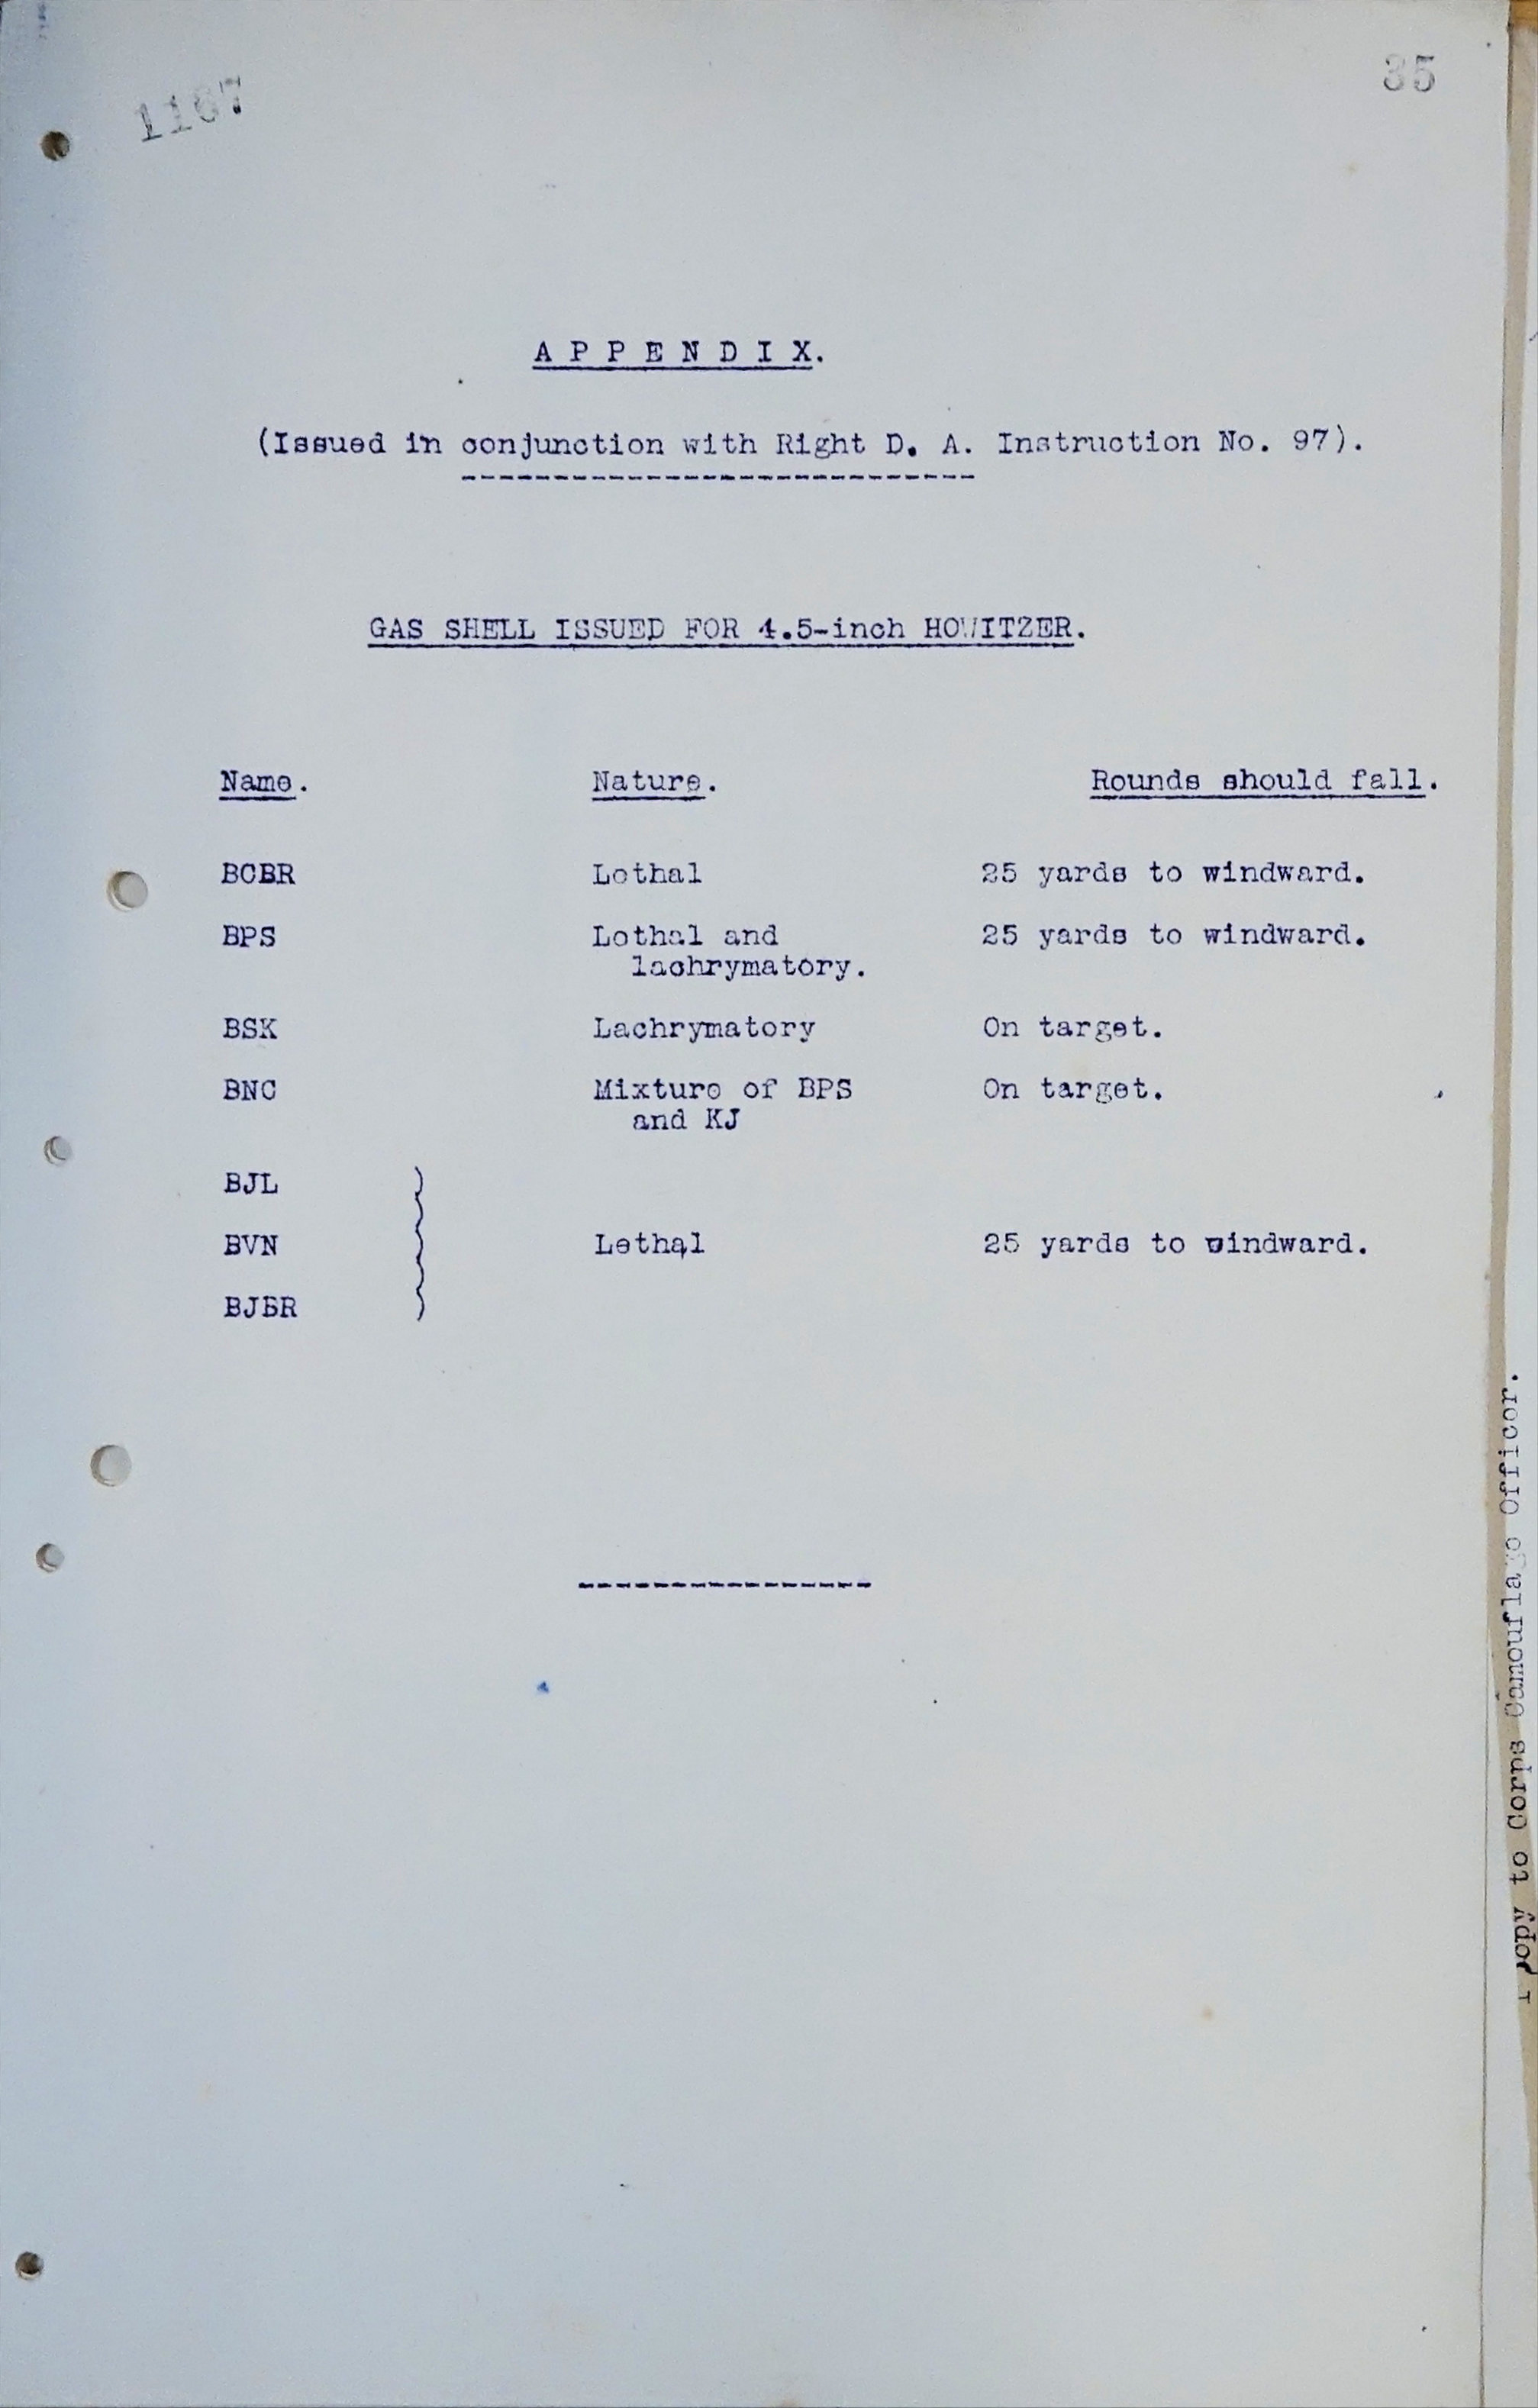 1167
35
A P P E N D I X.
(Issued in conjunction with Right D. A. Instruction No. 97).
GAS SHELL ISSUED FOR 4.5-inch HOWITZER.
Name. Nature. Rounds should fall.
BCBR Lethal 25 yards to windward.
BPS Lethal and 25 yards to windward.
lachrymatory.
BSK Lachrymatory On target.
BNC Mixture of BPS On target.
and KJ
BJL
BVN Lethal 25 yards to windward.
BJBR
copy to Corps Camouflage Officer.